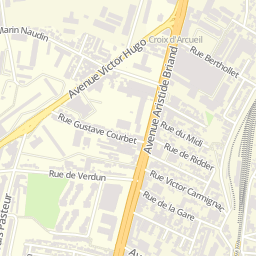 Marin Naudin
Avenue Victor Hugo
Croix d'Arcueil
Rue Berthollet
Avenue Aristide Briand
Rue Gustave Courbet
Rue du Midi
Rue de Ridder
Rue de Verdun
Rue Victor Carmignac
Rue de la Gare
Pasteur